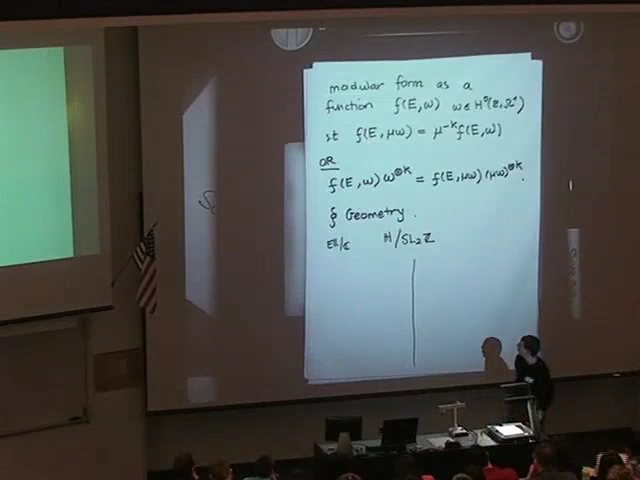 modular form as a
function f(E, ω) ω ∈ H⁰(E, Ω¹)
st f(E, μω) = μ⁻ᵏ f(E, ω)
OR
f(E, ω) ω^⊗k = f(E, μω) (μω)^⊗k.
§ Geometry.
Ell/ℂ H/SL₂ℤ